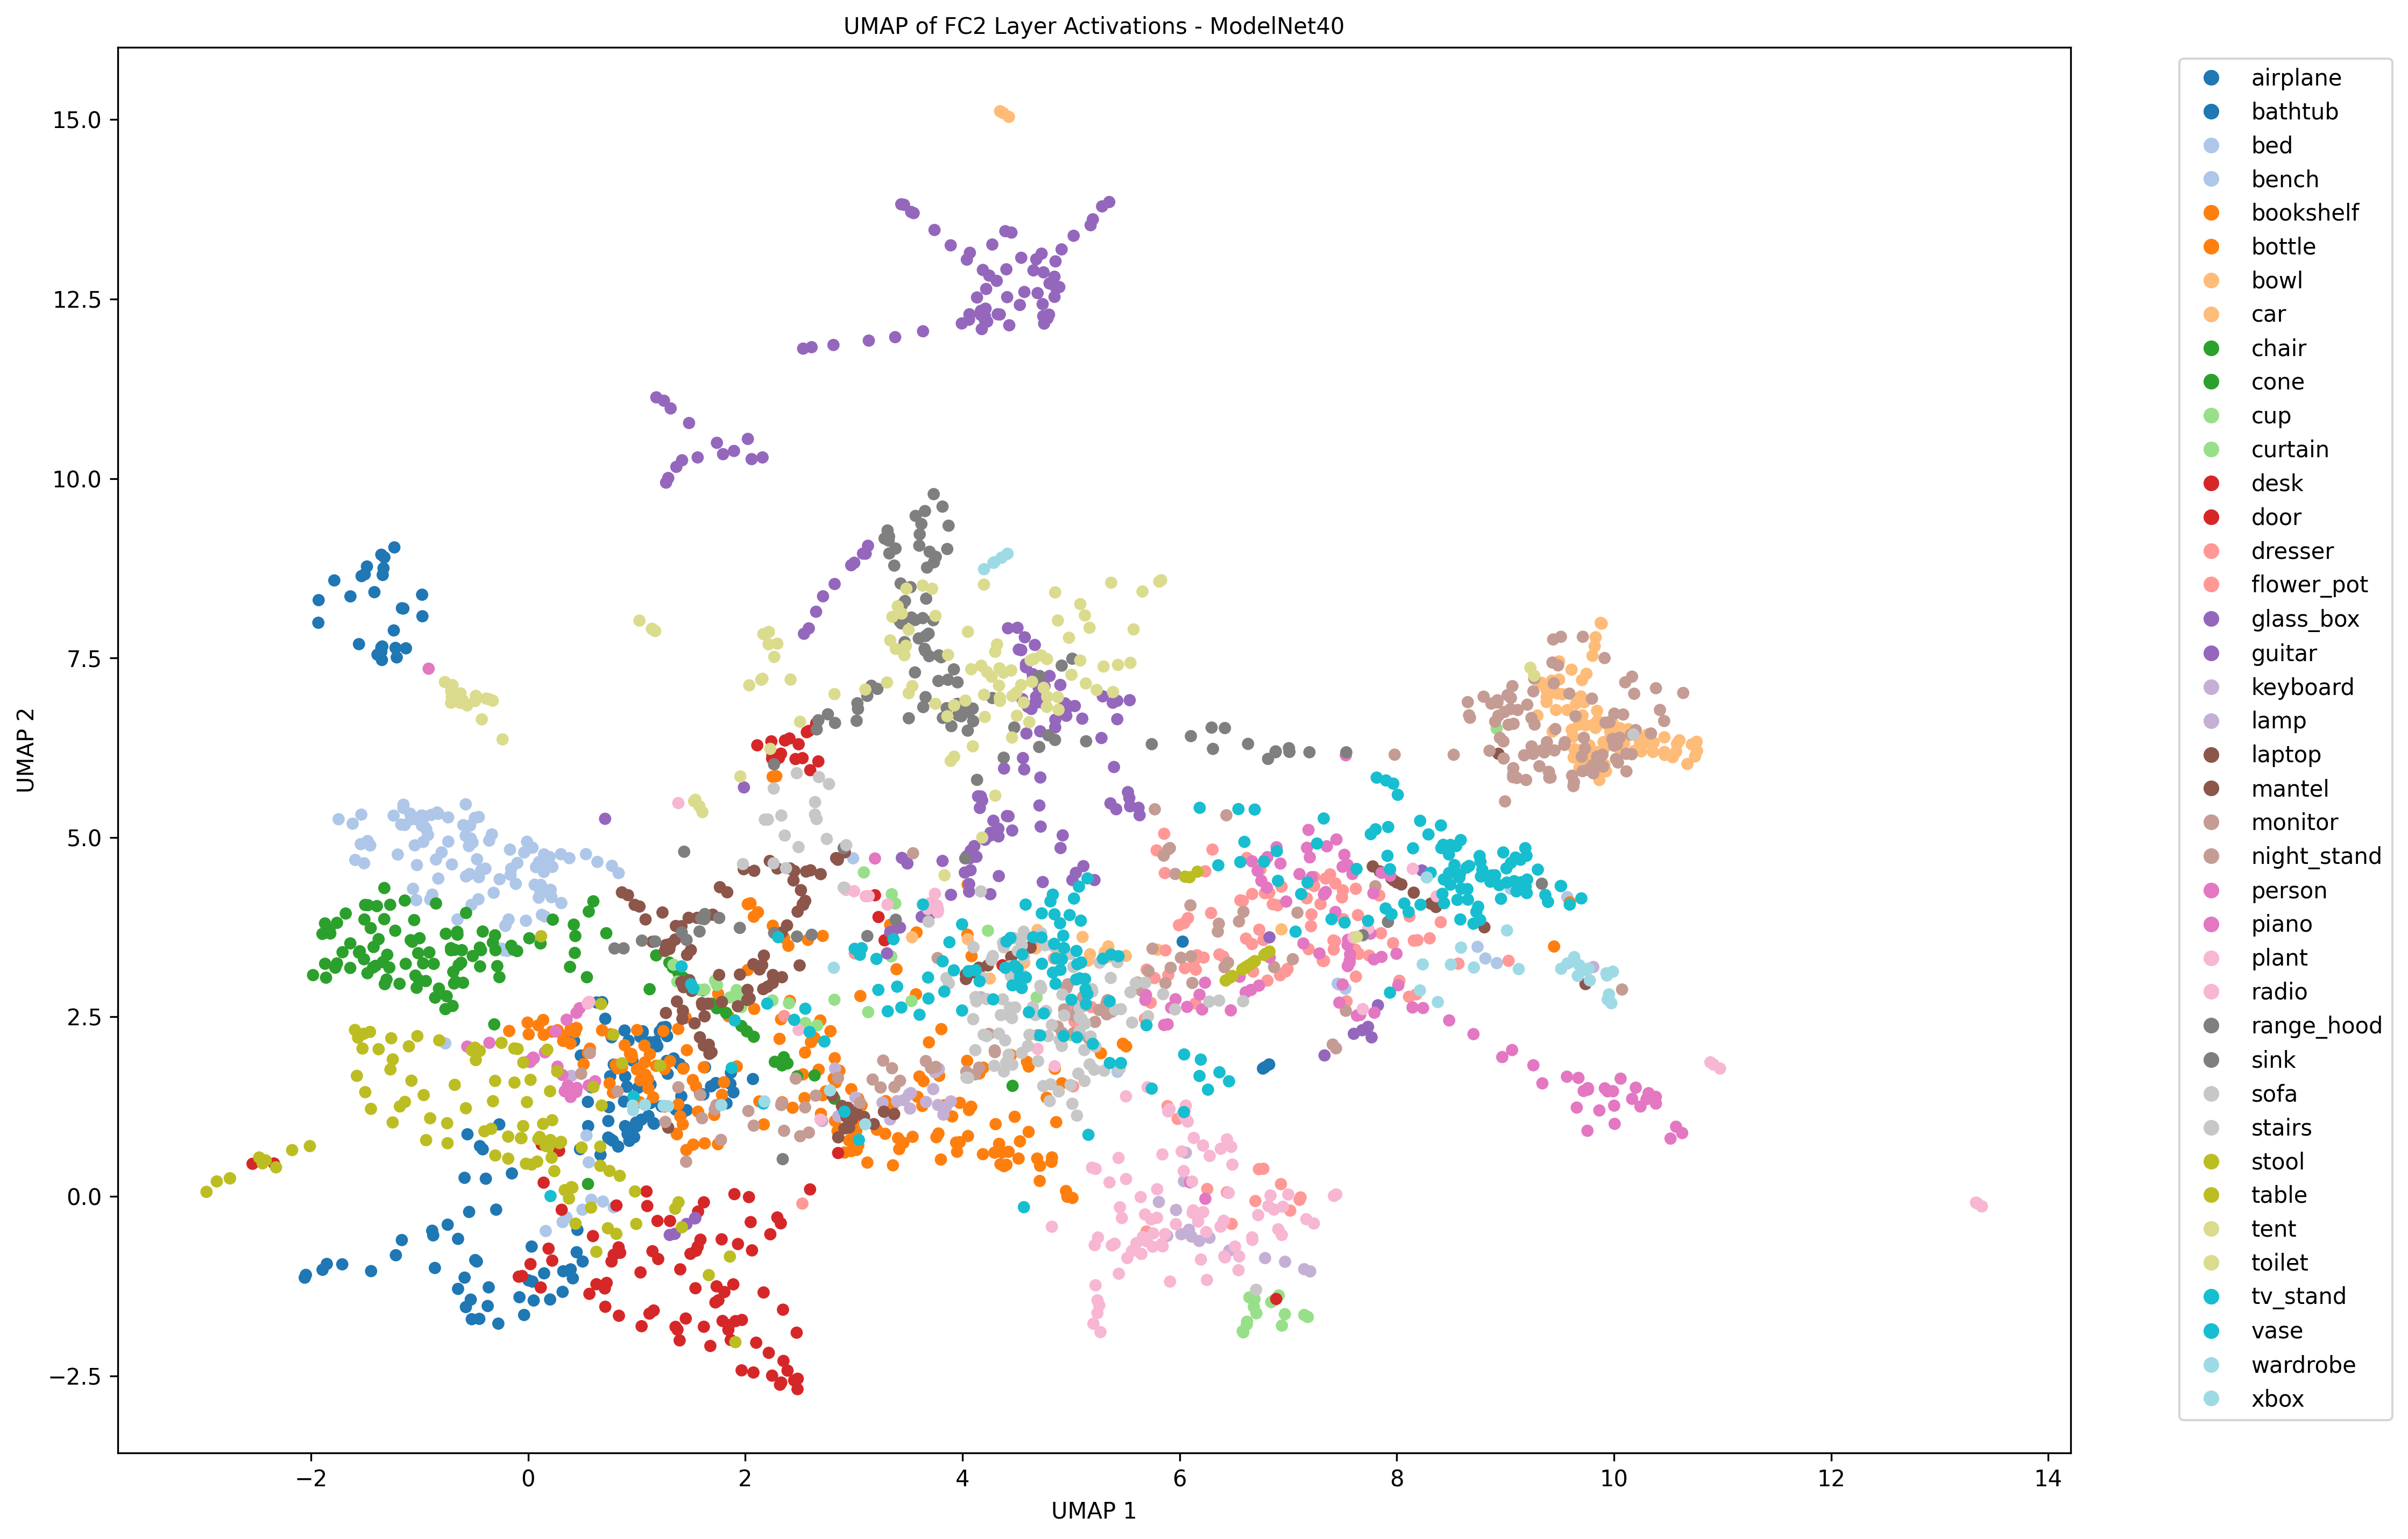 UMAP of FC2 Layer Activations - ModelNet40
15.0
12.5
10.0
7.5
5.0
2.5
0.0
−2.5
UMAP 2
−2
0
2
4
6
8
10
12
14
UMAP 1
airplane
bathtub
bed
bench
bookshelf
bottle
bowl
car
chair
cone
cup
curtain
desk
door
dresser
flower_pot
glass_box
guitar
keyboard
lamp
laptop
mantel
monitor
night_stand
person
piano
plant
radio
range_hood
sink
sofa
stairs
stool
table
tent
toilet
tv_stand
vase
wardrobe
xbox